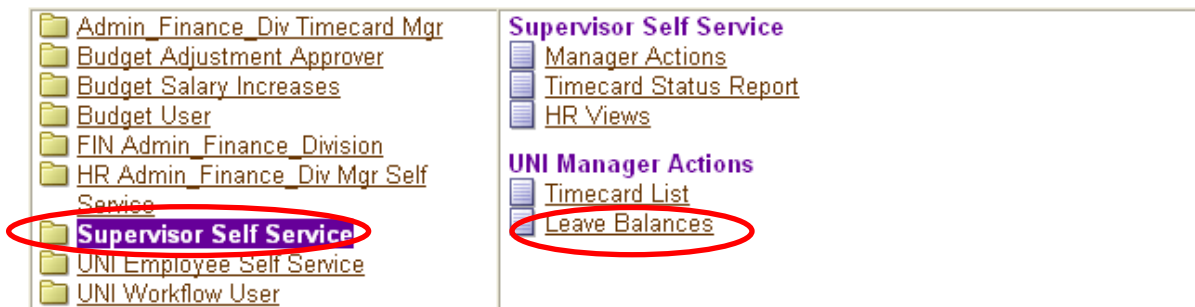 Admin_Finance_Div Timecard Mgr
Budget Adjustment Approver
Budget Salary Increases
Budget User
FIN Admin_Finance_Division
HR Admin_Finance_Div Mgr Self
Service
Supervisor Self Service
UNI Employee Self Service
UNI Workflow User
Supervisor Self Service
Manager Actions
Timecard Status Report
HR Views
UNI Manager Actions
Timecard List
Leave Balances